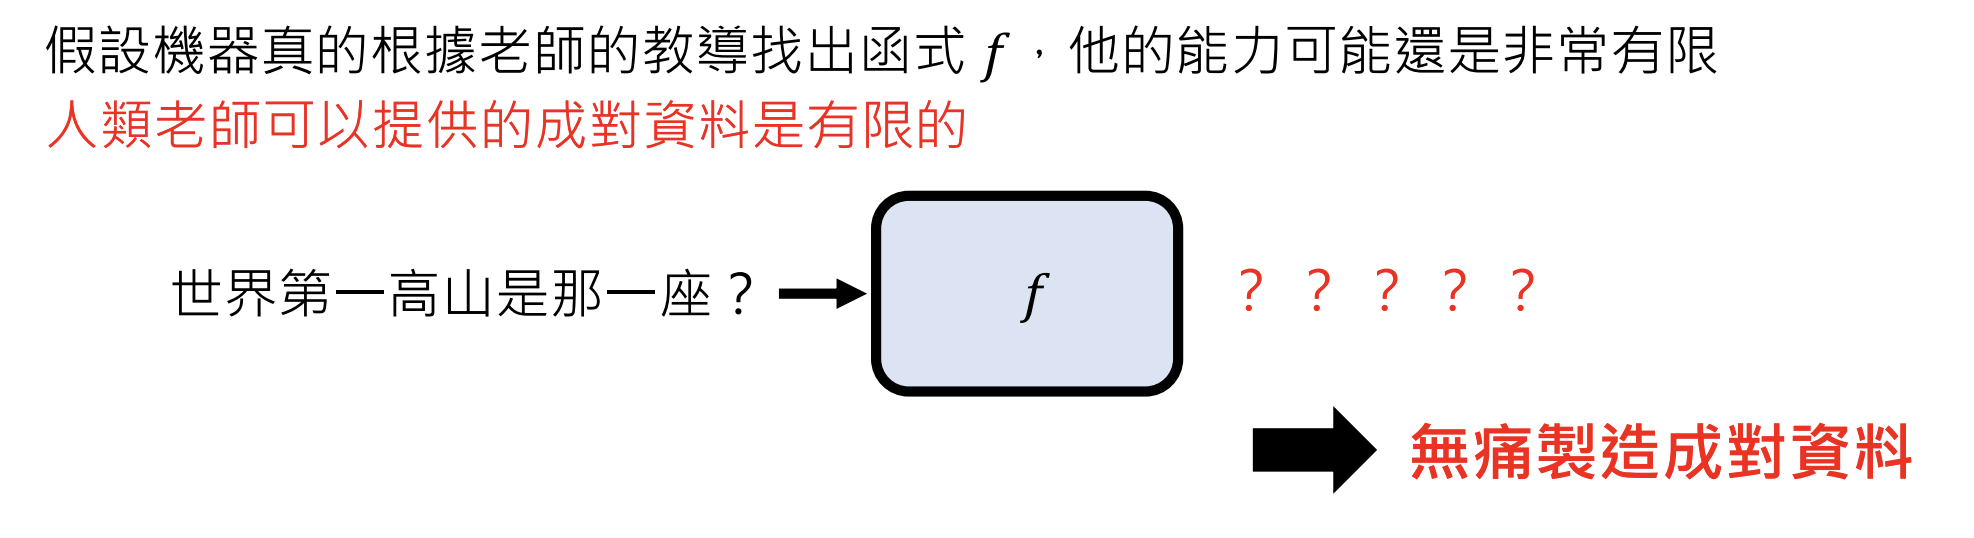 假設機器真的根據老師的教導找出函式 f，他的能力可能還是非常有限
人類老師可以提供的成對資料是有限的
世界第一高山是那一座？
f
？？？？？
無痛製造成對資料